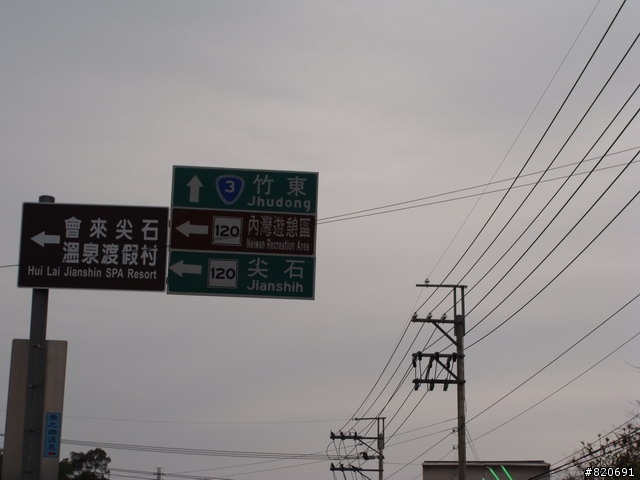 3 竹東
Jhudong
120 內灣遊憩區
Neiwan Recreation Area
120 尖石
Jianshih
會來尖石
溫泉渡假村
Hui Lai Jianshin SPA Resort
#820691